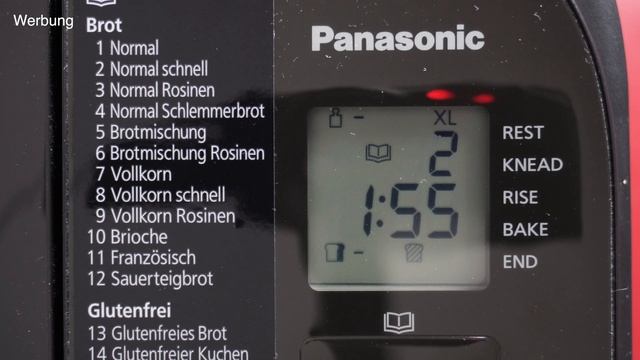 Werbung
Brot
1 Normal
2 Normal schnell
3 Normal Rosinen
4 Normal Schlemmerbrot
5 Brotmischung
6 Brotmischung Rosinen
7 Vollkorn
8 Vollkorn schnell
9 Vollkorn Rosinen
10 Brioche
11 Französisch
12 Sauerteigbrot
Glutenfrei
13 Glutenfreies Brot
14 Glutenfreier Kuchen
Panasonic
XL
2
1:55
REST
KNEAD
RISE
BAKE
END